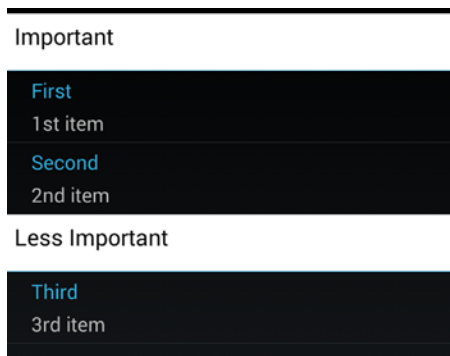 Important
First
1st item
Second
2nd item
Less Important
Third
3rd item